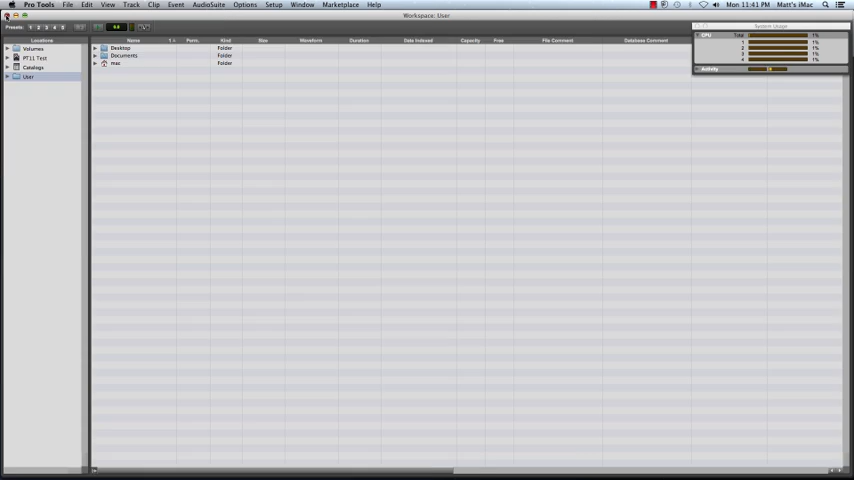 Pro Tools File Edit View Track Clip Event AudioSuite Options Setup Window Marketplace Help Mon 11:41 PM Matt's iMac
Workspace: User
Presets: 1 2 3 4 5
System Usage
Locations
Name Perm. Kind Size Waveform Duration Date Indexed Capacity Free File Comment Database Comment
Volumes
PT11 Test
Catalogs
User
Desktop Folder
Documents Folder
mac Folder
CPU Total 1%
1 1%
2 1%
3 1%
4 1%
Activity